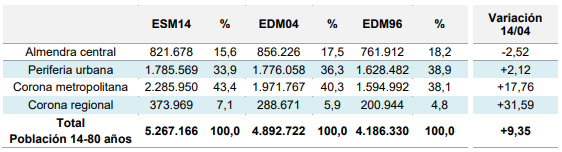 ESM14 % EDM04 % EDM96 % Variación 14/04
Almendra central 821.678 15,6 856.226 17,5 761.912 18,2 -2,52
Periferia urbana 1.785.569 33,9 1.776.058 36,3 1.628.482 38,9 +2,12
Corona metropolitana 2.285.950 43,4 1.971.767 40,3 1.594.992 38,1 +17,76
Corona regional 373.969 7,1 288.671 5,9 200.944 4,8 +31,59
Total
Población 14-80 años 5.267.166 100,0 4.892.722 100,0 4.186.330 100,0 +9,35